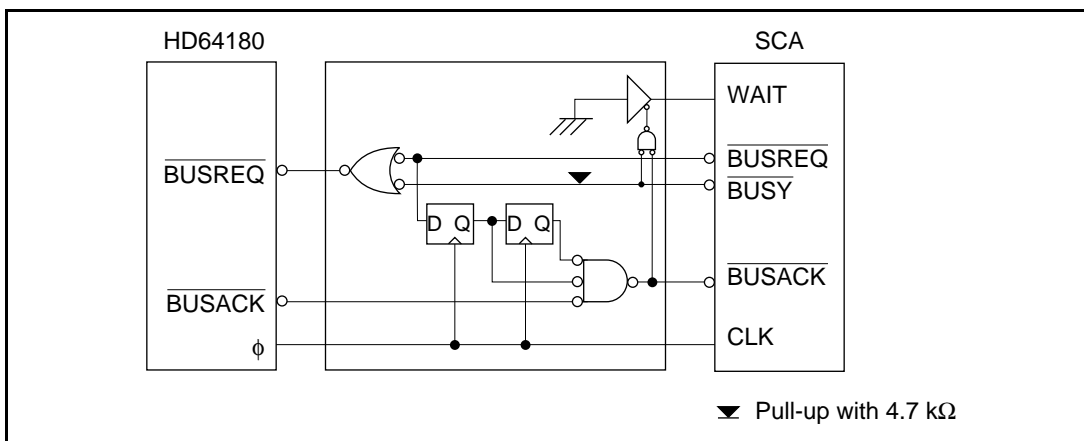 HD64180
SCA
WAIT
BUSREQ
BUSREQ
BUSY
D Q
D Q
BUSACK
BUSACK
φ
CLK
Pull-up with 4.7 kΩ